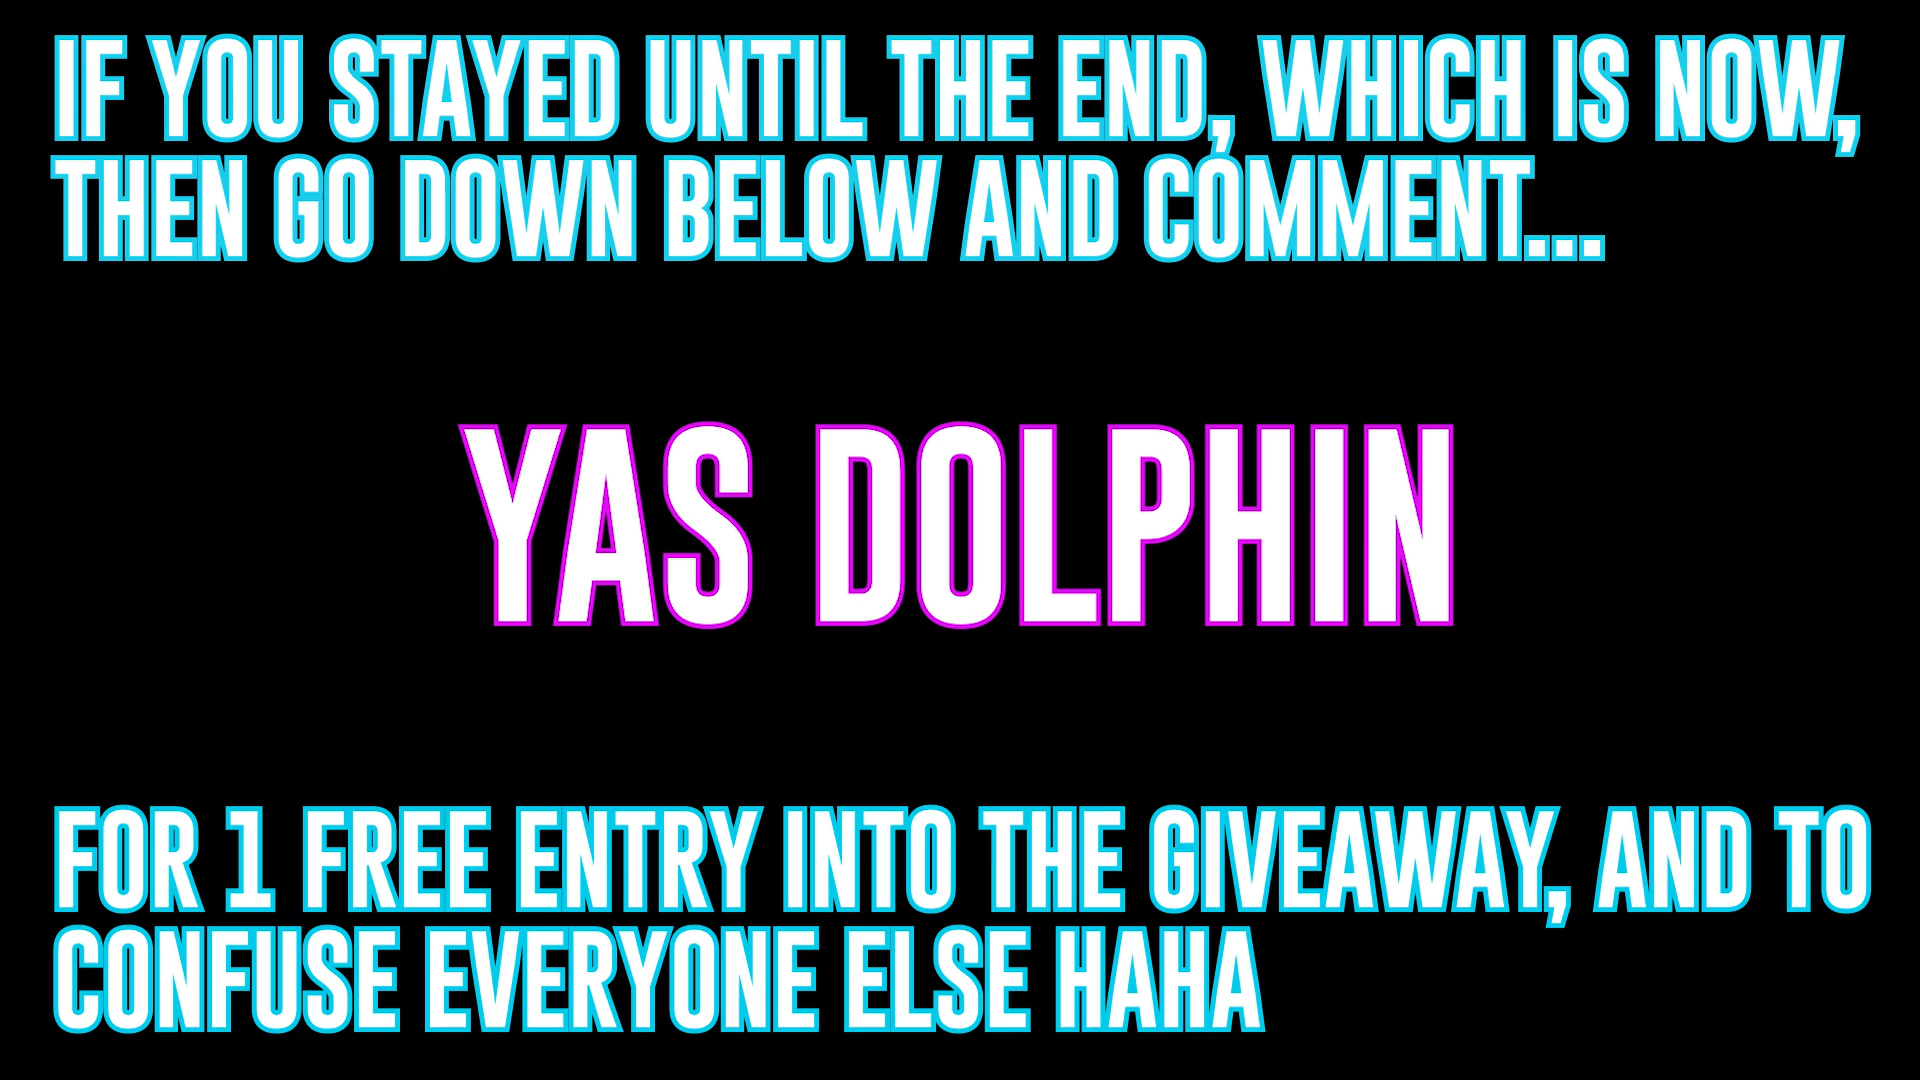 IF YOU STAYED UNTIL THE END, WHICH IS NOW,
THEN GO DOWN BELOW AND COMMENT...
YAS DOLPHIN
FOR 1 FREE ENTRY INTO THE GIVEAWAY, AND TO
CONFUSE EVERYONE ELSE HAHA